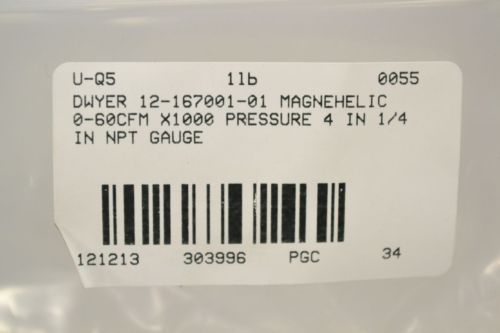 U-Q5 1lb 0055
DWYER 12-167001-01 MAGNEHELIC
0-60CFM X1000 PRESSURE 4 IN 1/4
IN NPT GAUGE
121213 303996 PGC 34